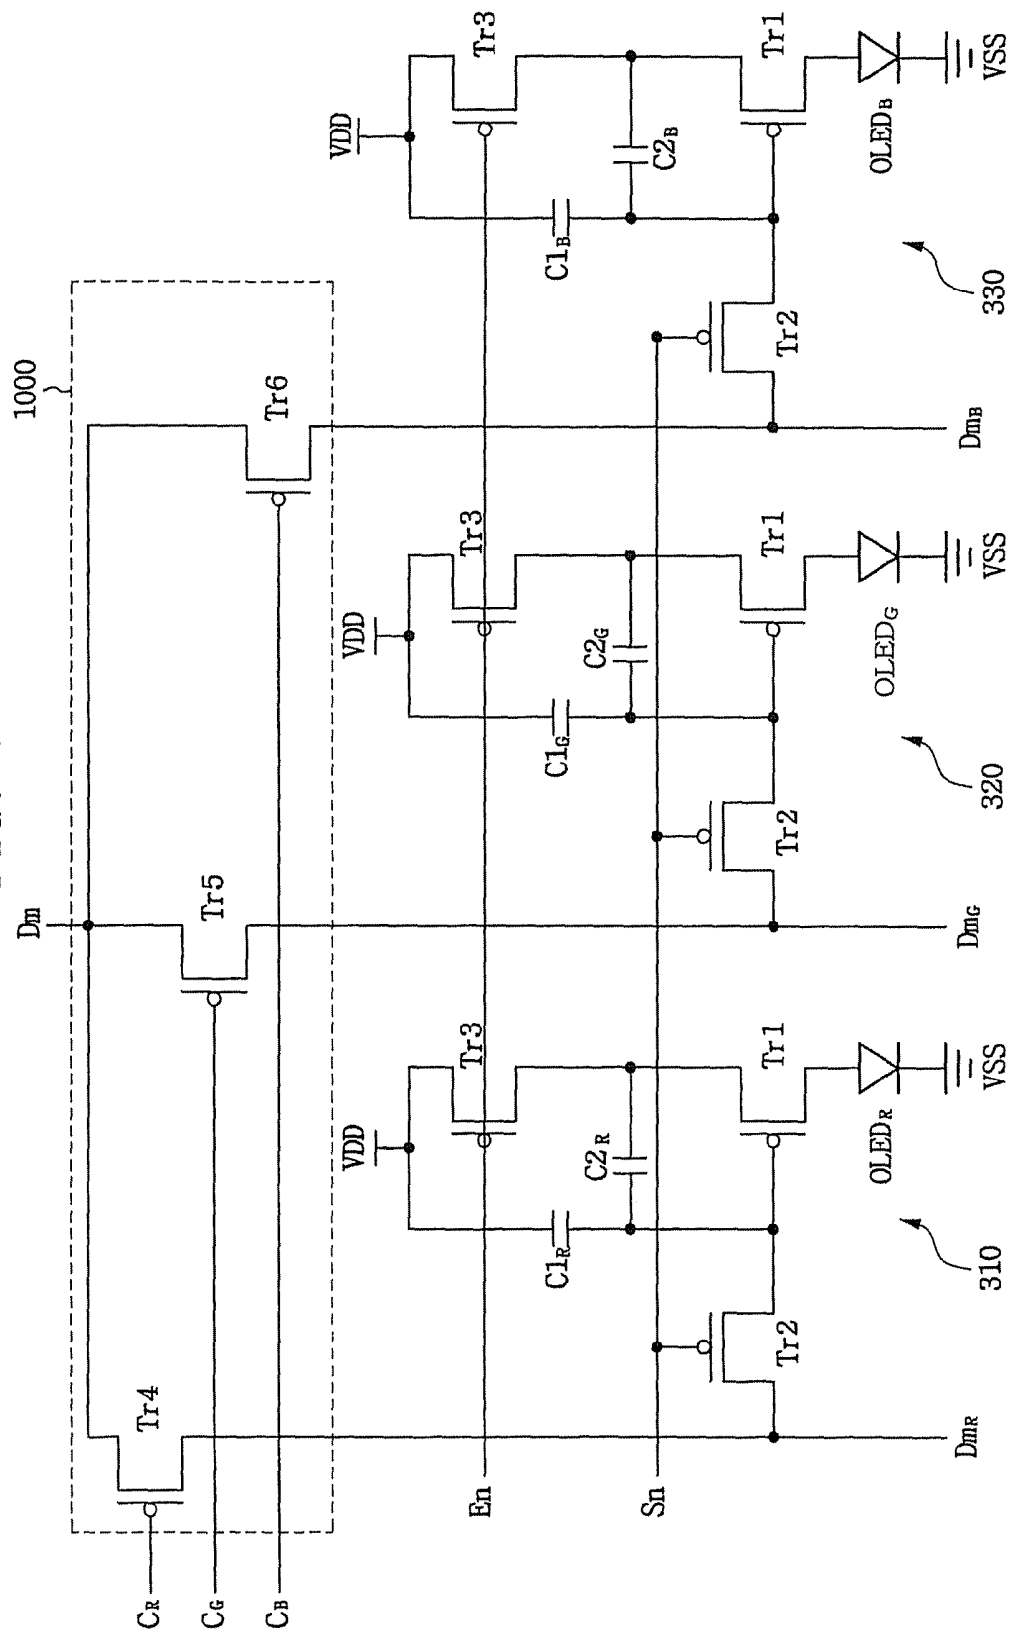 Dm
1000
Tr4
Tr5
Tr6
CR
CG
CB
VDD
VDD
VDD
Tr3
Tr3
Tr3
En
C1R
C2R
C1G
C2G
C1B
C2B
Sn
Tr2
Tr1
Tr2
Tr1
Tr2
Tr1
OLEDR
OLEDG
OLEDB
DmR
310
VSS
DmG
320
VSS
DmB
330
VSS